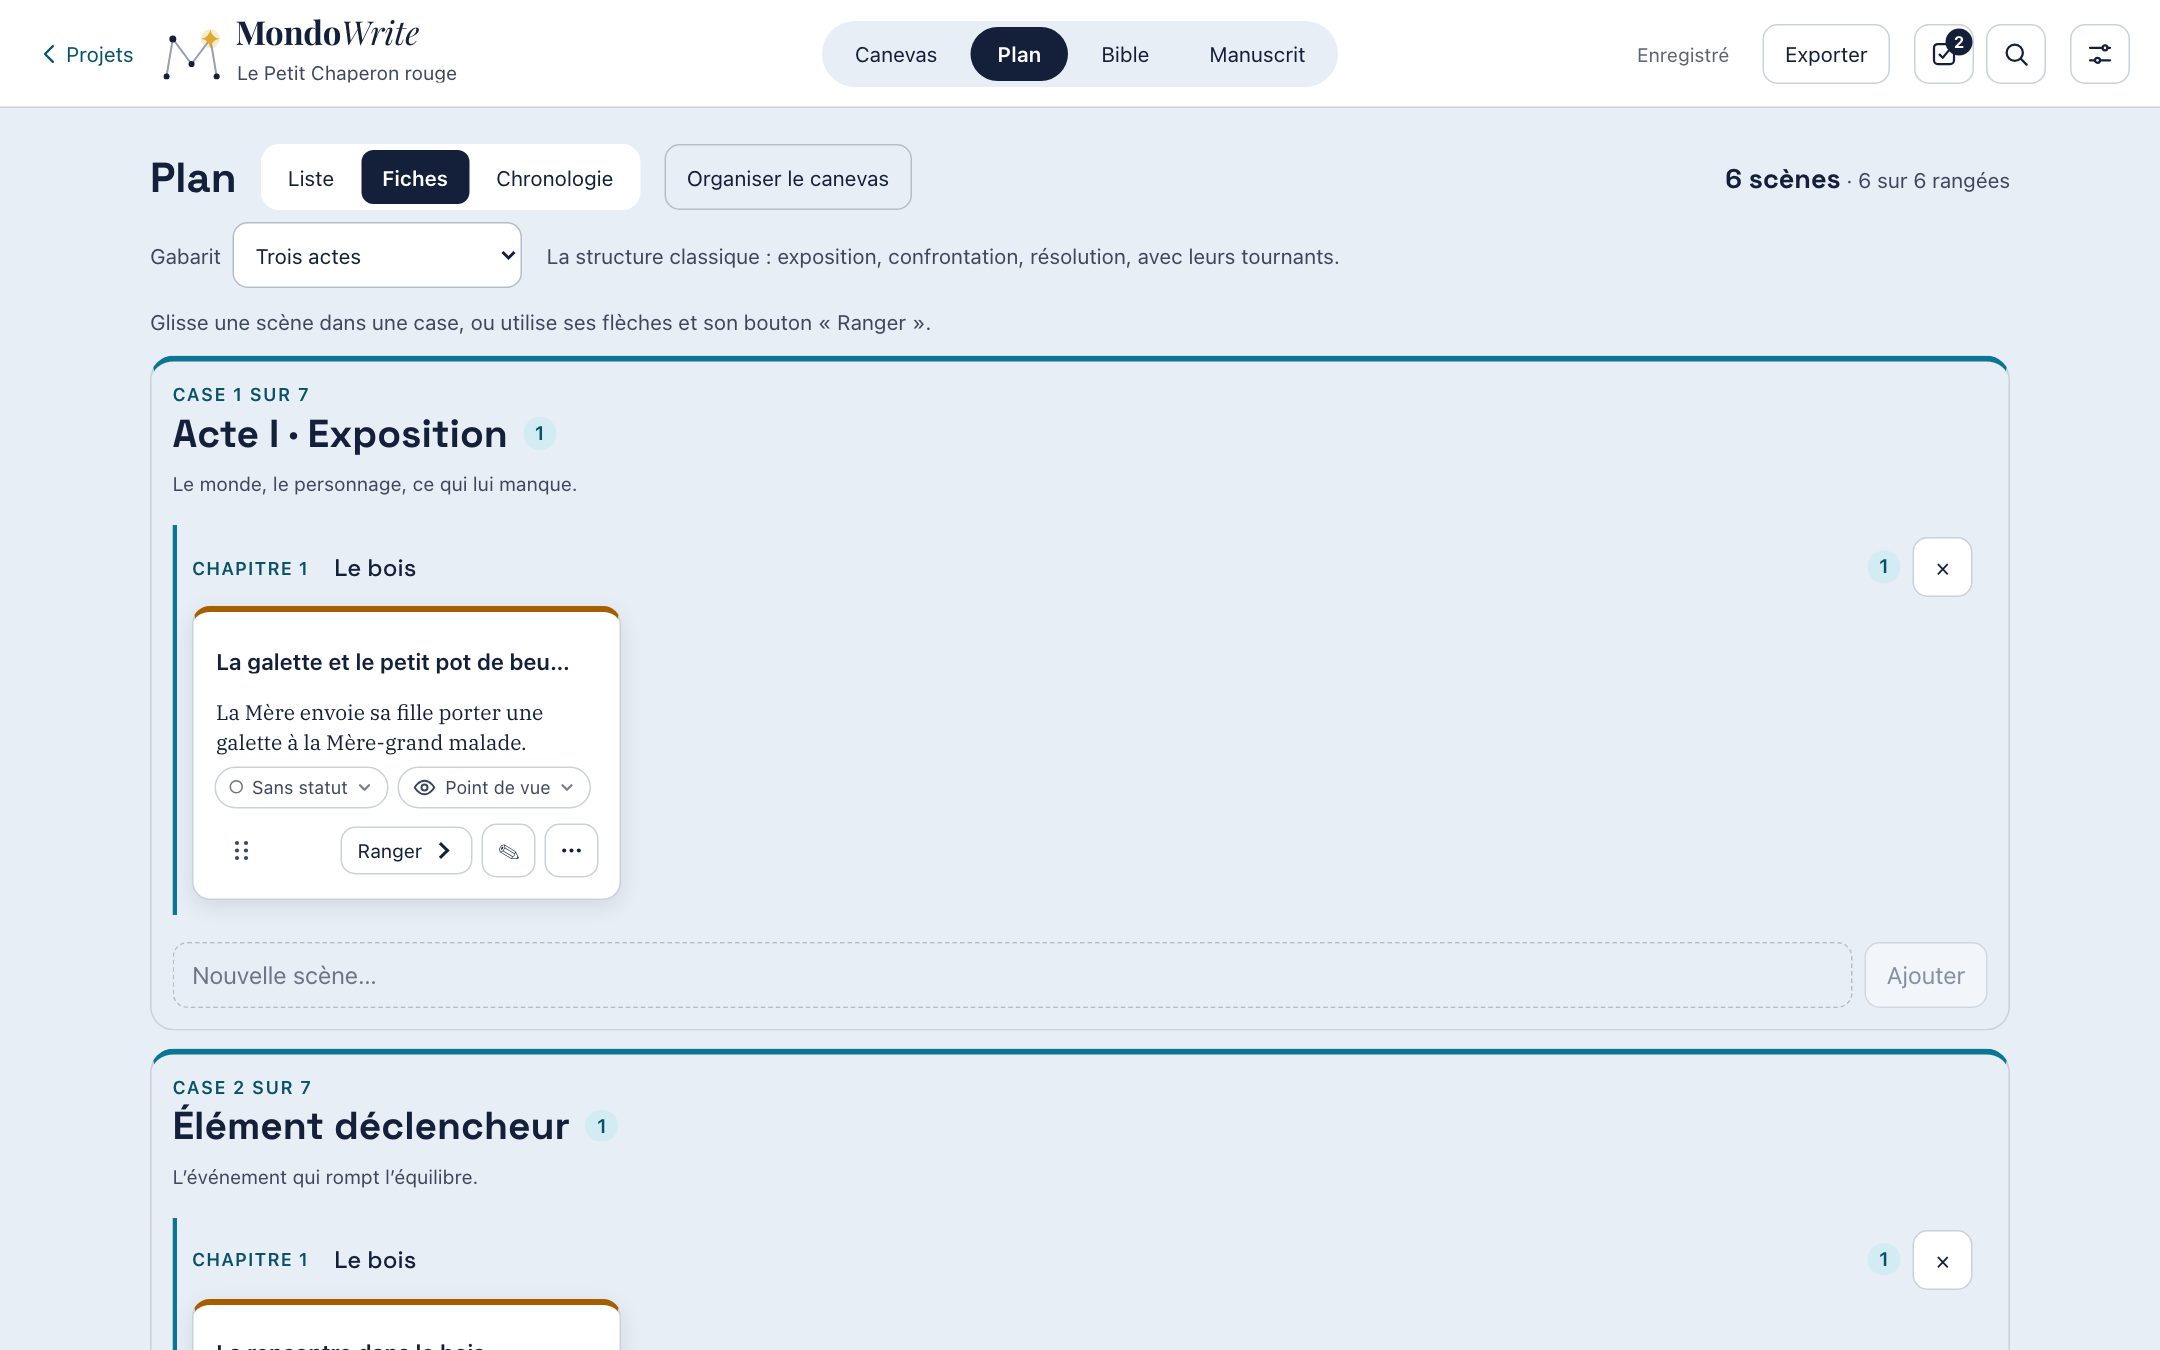 Projets
MondoWrite
Le Petit Chaperon rouge
Canevas
Plan
Bible
Manuscrit
Enregistré
Exporter
2
Plan
Liste
Fiches
Chronologie
Organiser le canevas
6 scènes · 6 sur 6 rangées
Gabarit
Trois actes
La structure classique : exposition, confrontation, résolution, avec leurs tournants.
Glisse une scène dans une case, ou utilise ses flèches et son bouton « Ranger ».
CASE 1 SUR 7
Acte I · Exposition 1
Le monde, le personnage, ce qui lui manque.
CHAPITRE 1 Le bois 1 ×
La galette et le petit pot de beu…
La Mère envoie sa fille porter une
galette à la Mère-grand malade.
Sans statut
Point de vue
Ranger
Nouvelle scène…
Ajouter
CASE 2 SUR 7
Élément déclencheur 1
L’événement qui rompt l’équilibre.
CHAPITRE 1 Le bois 1 ×
La rencontre dans le bois